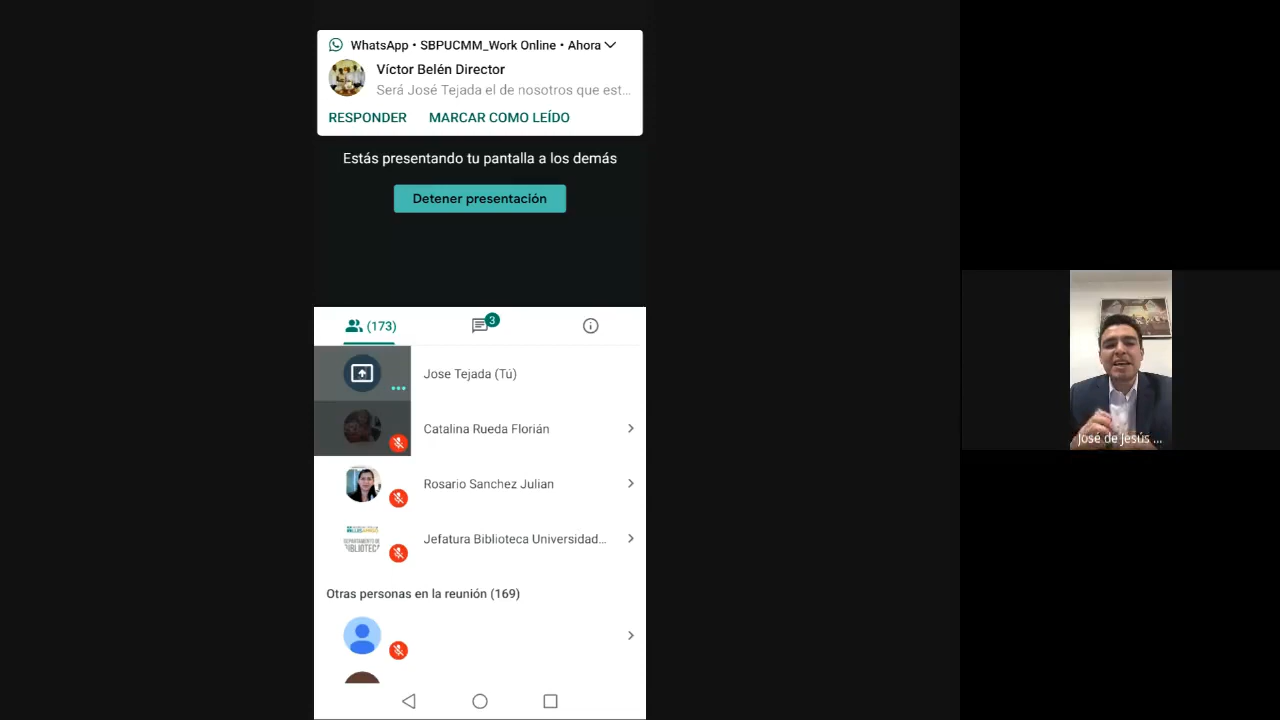 WhatsApp • SBPUCMM_Work Online • Ahora
Víctor Belén Director
Será José Tejada el de nosotros que est...
RESPONDER MARCAR COMO LEÍDO
Estás presentando tu pantalla a los demás
Detener presentación
(173) 3
Jose Tejada (Tú)
Catalina Rueda Florián
Rosario Sanchez Julian
Jefatura Biblioteca Universidad...
BIBLIOTECA
Otras personas en la reunión (169)
José de Jesús ...